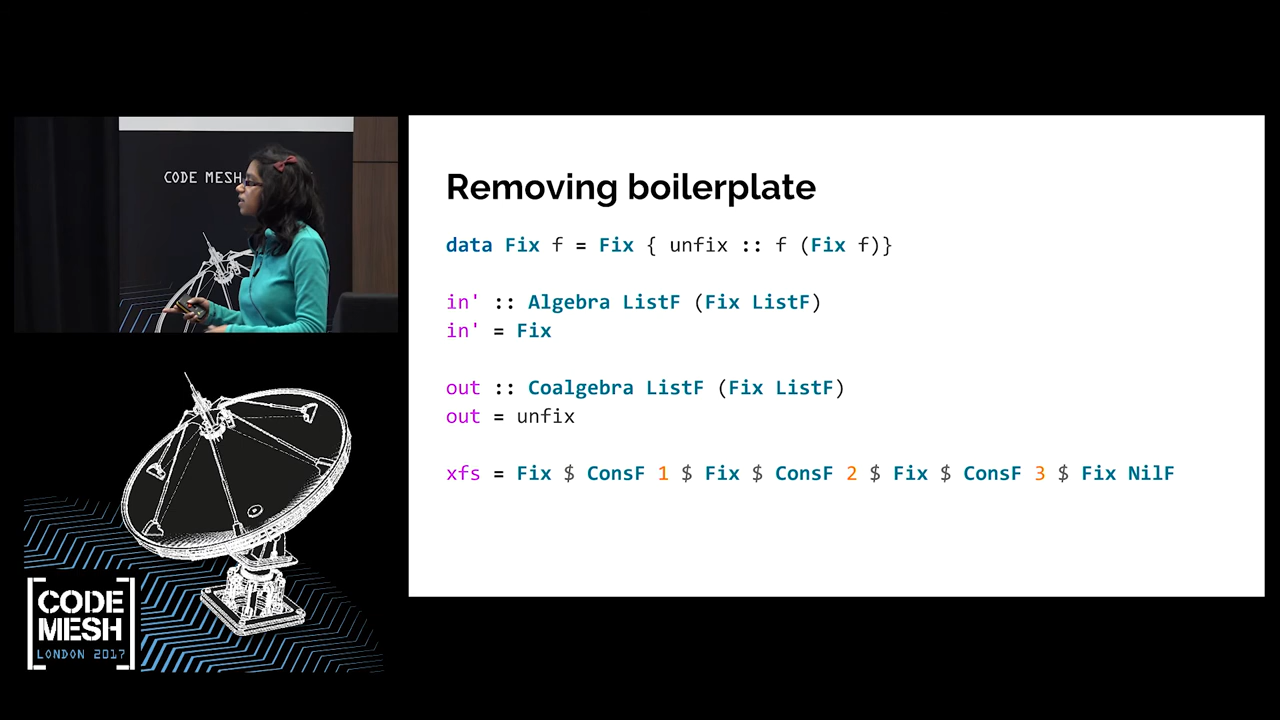 CODE MESH
Removing boilerplate
data Fix f = Fix { unfix :: f (Fix f)}
in' :: Algebra ListF (Fix ListF)
in' = Fix
out :: Coalgebra ListF (Fix ListF)
out = unfix
xfs = Fix $ ConsF 1 $ Fix $ ConsF 2 $ Fix $ ConsF 3 $ Fix NilF
CODE
MESH
LONDON 2017